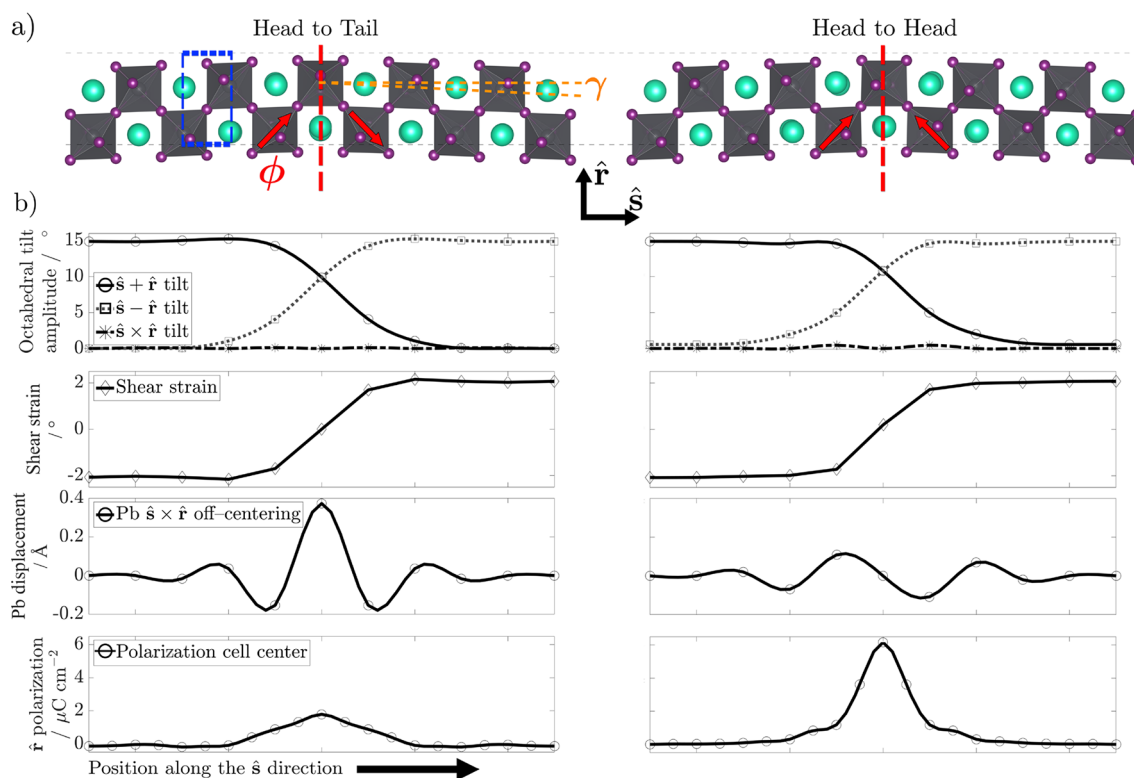 a)
Head to Tail
Head to Head
γ
ϕ
r̂
ŝ
b)
Octahedral tilt
amplitude / °
15
10
5
0
ŝ + r̂ tilt
ŝ − r̂ tilt
ŝ × r̂ tilt
Shear strain
/ °
2
0
-2
Shear strain
Pb displacement
/ Å
0.4
0.2
0
-0.2
Pb ŝ × r̂ off–centering
r̂ polarization
/ μC cm⁻²
6
4
2
0
Polarization cell center
Position along the ŝ direction